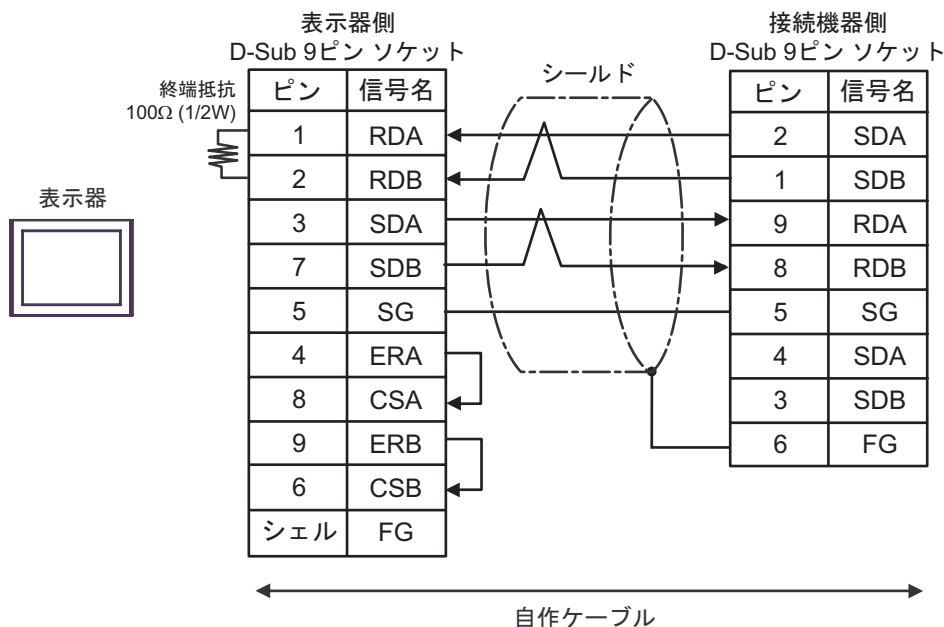 表示器側
D-Sub 9ピン ソケット
接続機器側
D-Sub 9ピン ソケット
終端抵抗
100Ω (1/2W)
シールド
表示器
ピン 信号名
1 RDA
2 RDB
3 SDA
7 SDB
5 SG
4 ERA
8 CSA
9 ERB
6 CSB
シェル FG
ピン 信号名
2 SDA
1 SDB
9 RDA
8 RDB
5 SG
4 SDA
3 SDB
6 FG
自作ケーブル